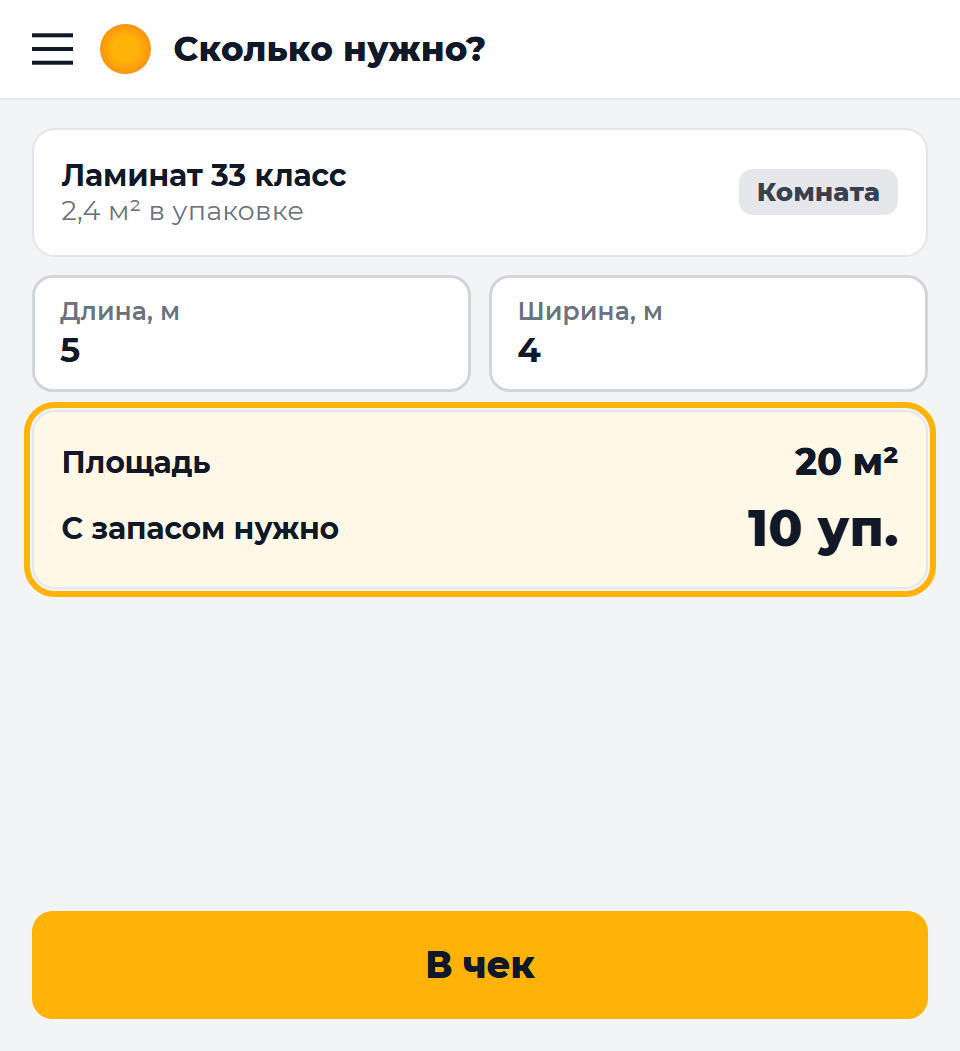 Сколько нужно?
Ламинат 33 класс
2,4 м² в упаковке
Комната
Длина, м
5
Ширина, м
4
Площадь
20 м²
С запасом нужно
10 уп.
В чек